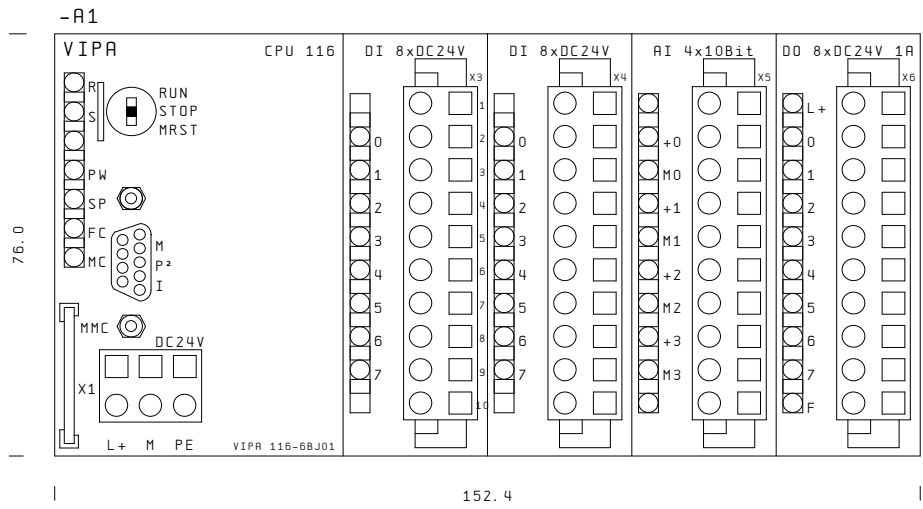 -A1
VIPA CPU 116 DI 8xDC24V DI 8xDC24V AI 4x10Bit DO 8xDC24V 1A
X3 X4 X5 X6
R
S
PW
SP
FC
MC
RUN
STOP
MRST
M
P²
I
MMC
DC24V
X1
L+ M PE
VIPA 116-6BJ01
0
1
2
3
4
5
6
7
1
2
3
4
5
6
7
8
9
10
0
1
2
3
4
5
6
7
+0
M0
+1
M1
+2
M2
+3
M3
L+
0
1
2
3
4
5
6
7
F
76.0
152.4